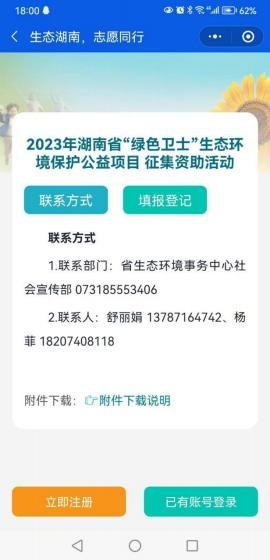 18:00
62%
生态湖南，志愿同行
2023年湖南省“绿色卫士”生态环
境保护公益项目 征集资助活动
联系方式
填报登记
联系方式
1.联系部门：省生态环境事务中心社
会宣传部 073185553406
2.联系人：舒丽娟 13787164742、杨
菲 18207408118
附件下载：附件下载说明
立即注册
已有账号登录